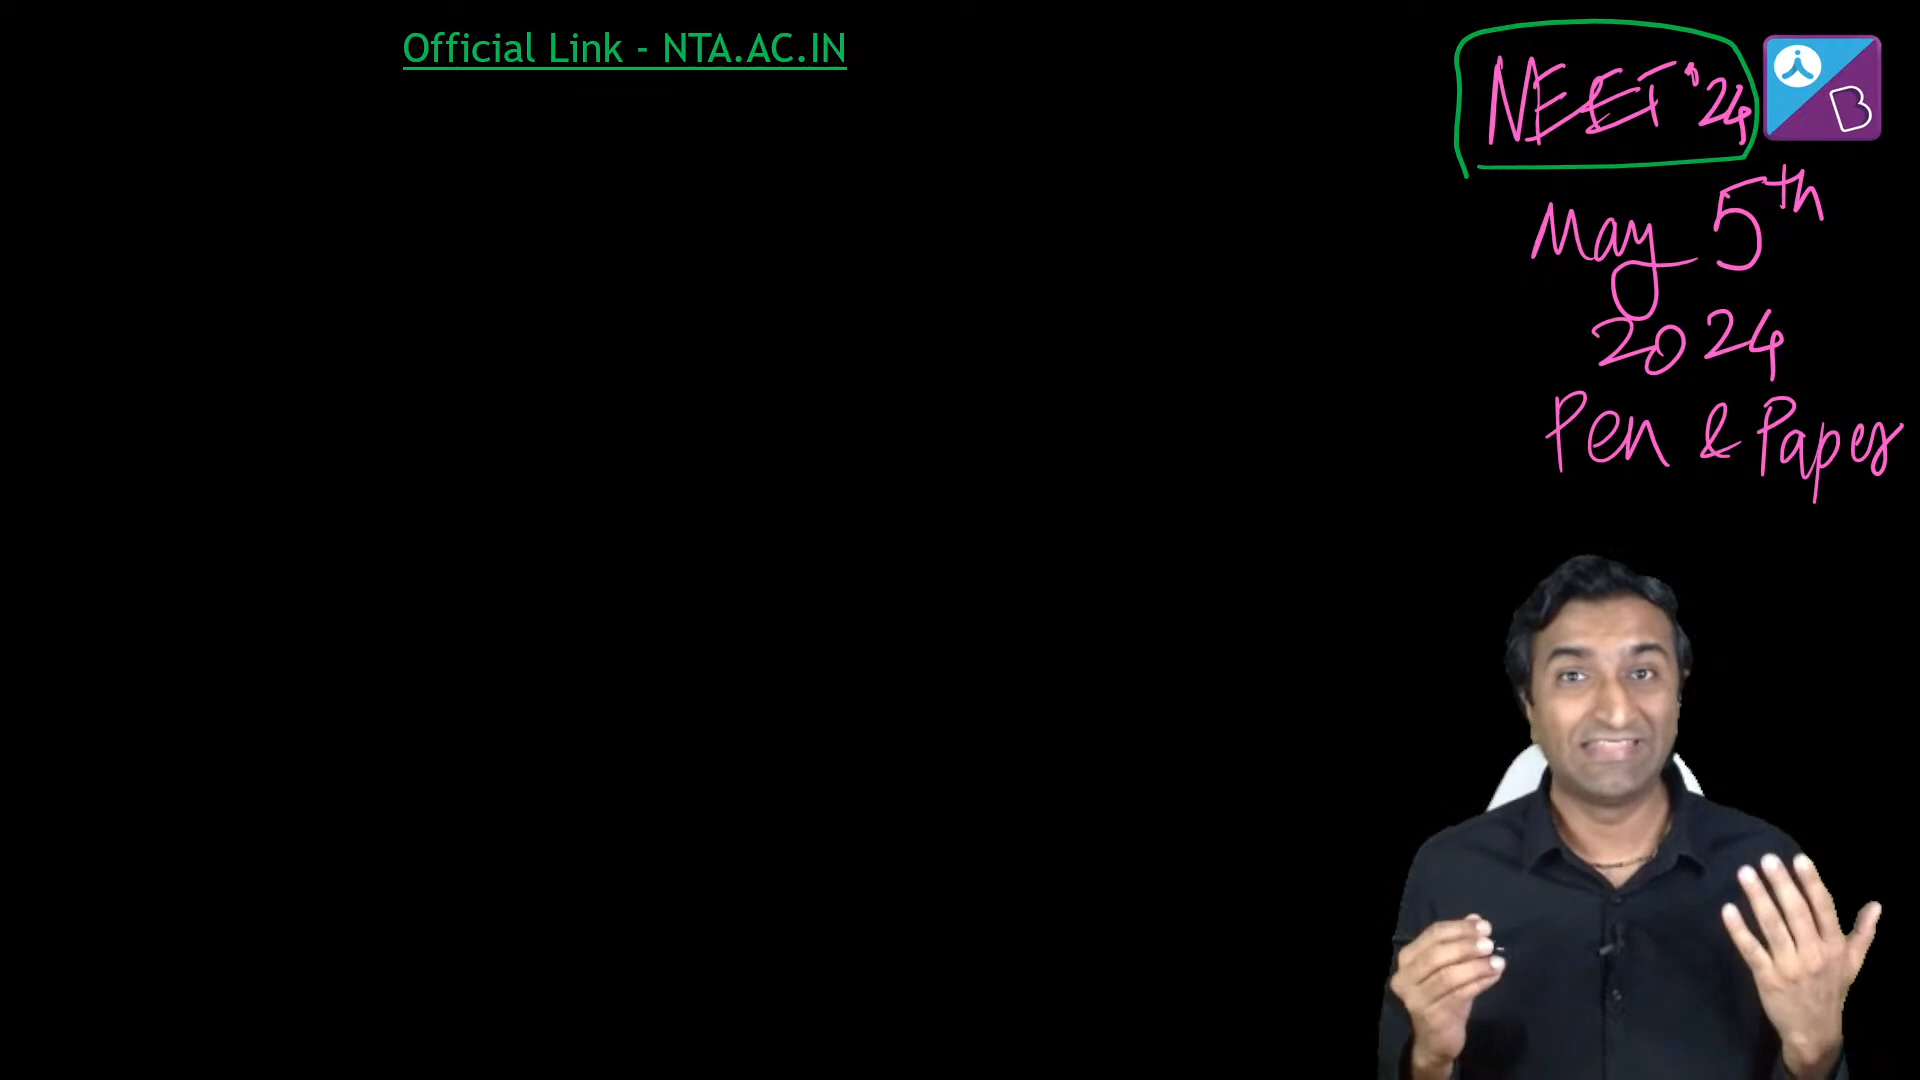 Official Link - NTA.AC.IN
NEET '24
B
May 5th
2024
Pen & Paper